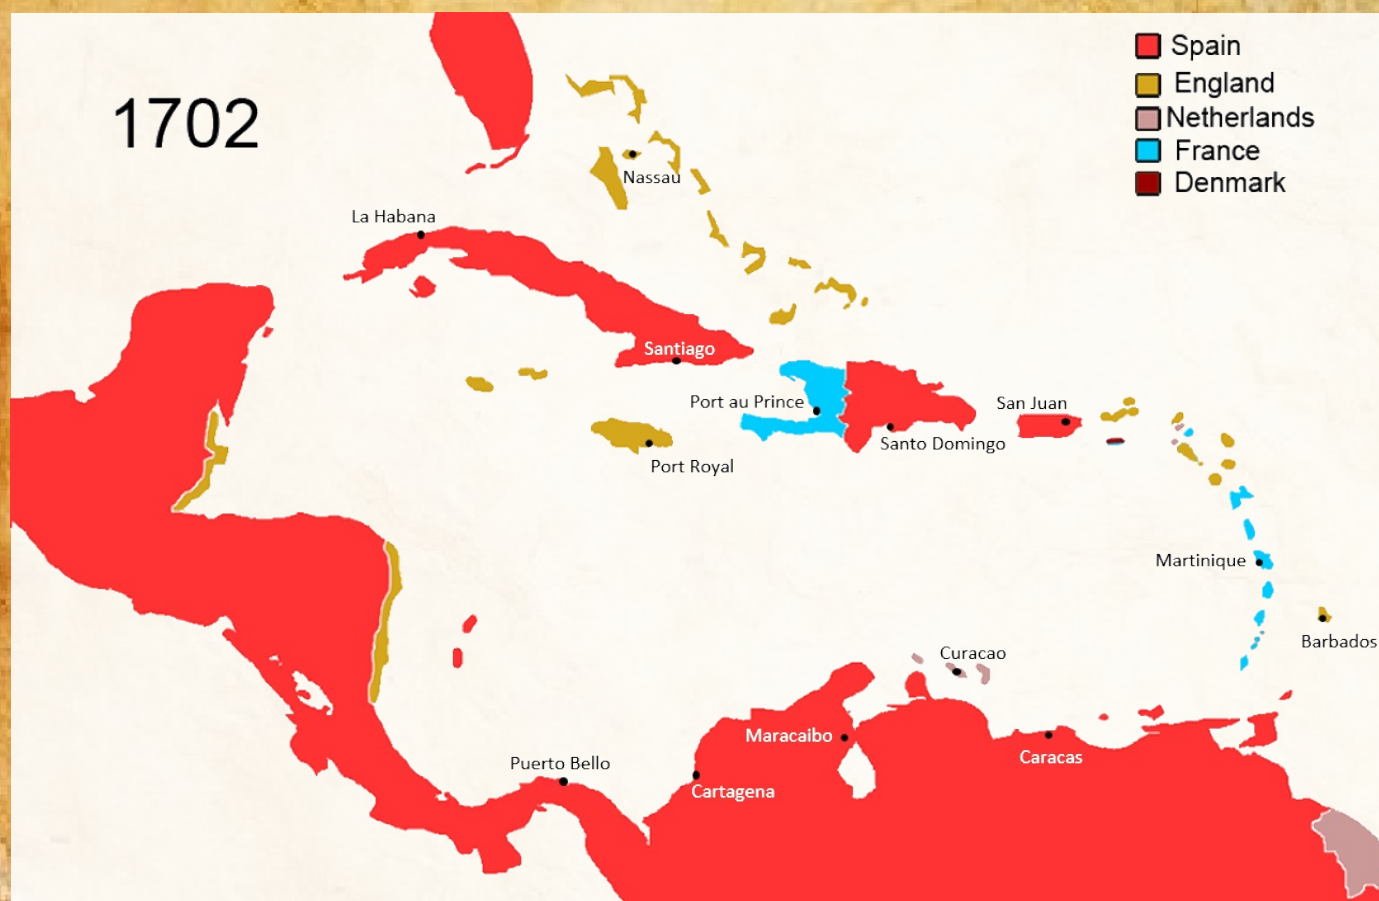 1702
Spain
England
Netherlands
France
Denmark
Nassau
La Habana
Santiago
Port au Prince
San Juan
Santo Domingo
Port Royal
Martinique
Barbados
Curacao
Maracaibo
Caracas
Puerto Bello
Cartagena